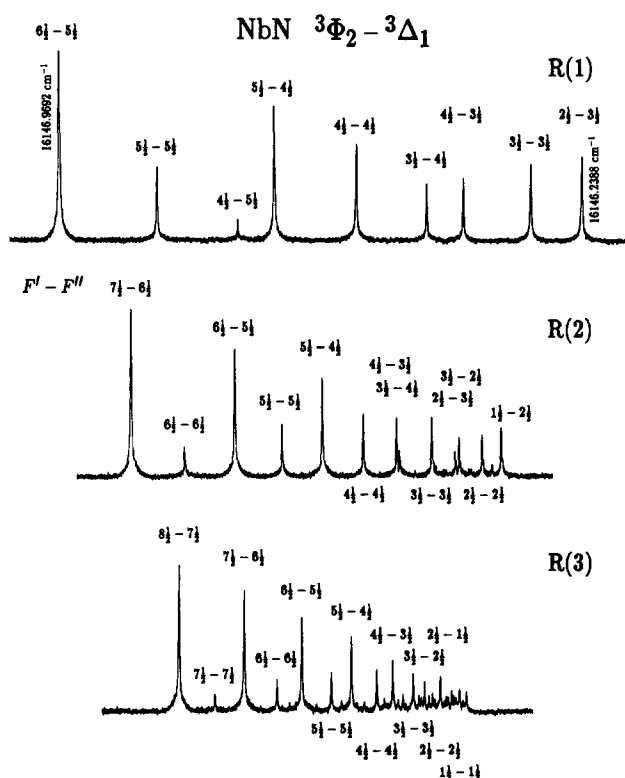 NbN ³Φ₂ – ³Δ₁
R(1)
6½ – 5½
16146.9692 cm⁻¹
5½ – 5½
4½ – 5½
5½ – 4½
4½ – 4½
3½ – 4½
4½ – 3½
3½ – 3½
2½ – 3½
16146.2388 cm⁻¹
F′ – F″
R(2)
7½ – 6½
6½ – 6½
6½ – 5½
5½ – 5½
5½ – 4½
4½ – 3½
3½ – 4½
3½ – 2½
2½ – 3½
1½ – 2½
4½ – 4½
3½ – 3½
2½ – 2½
R(3)
8½ – 7½
7½ – 7½
7½ – 6½
6½ – 6½
6½ – 5½
5½ – 4½
4½ – 3½
2½ – 1½
3½ – 2½
5½ – 5½
3½ – 3½
4½ – 4½
2½ – 2½
1½ – 1½